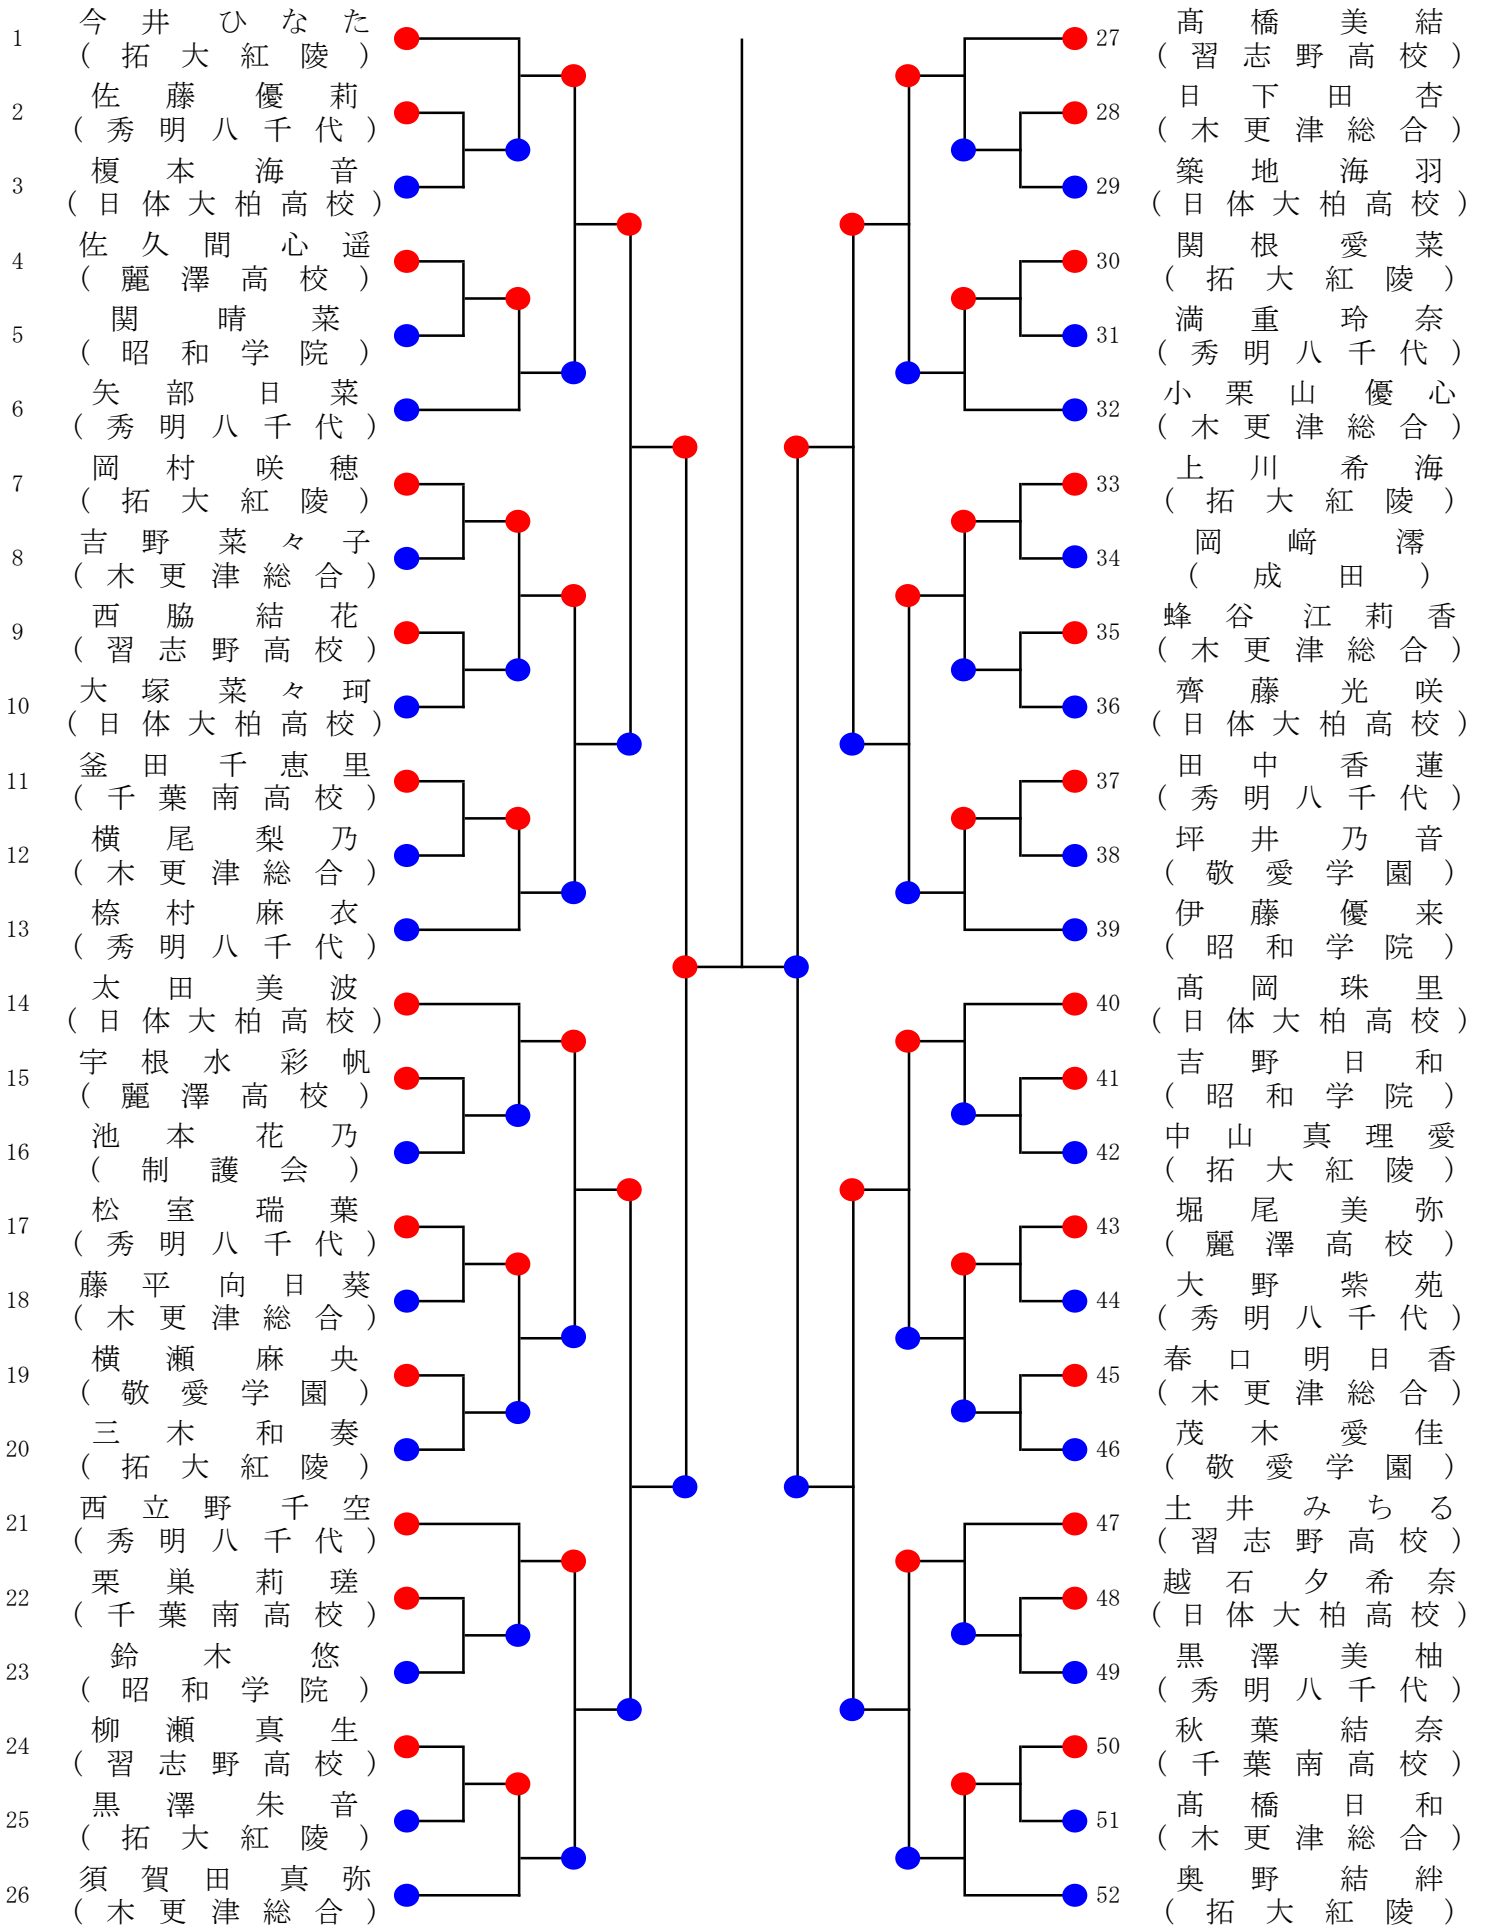 1 今井ひなた
(拓大紅陵)
2 佐藤優莉
(秀明八千代)
3 榎本海音
(日体大柏高校)
4 佐久間心遥
(麗澤高校)
5 関晴菜
(昭和学院)
6 矢部日菜
(秀明八千代)
7 岡村咲穂
(拓大紅陵)
8 吉野菜々子
(木更津総合)
9 西脇結花
(習志野高校)
10 大塚菜々珂
(日体大柏高校)
11 釜田千恵里
(千葉南高校)
12 横尾梨乃
(木更津総合)
13 榇村麻衣
(秀明八千代)
14 太田美波
(日体大柏高校)
15 宇根水彩帆
(麗澤高校)
16 池本花乃
(制護会)
17 松室瑞葉
(秀明八千代)
18 藤平向日葵
(木更津総合)
19 横瀬麻央
(敬愛学園)
20 三木和奏
(拓大紅陵)
21 西立野千空
(秀明八千代)
22 栗巣莉瑳
(千葉南高校)
23 鈴木悠
(昭和学院)
24 柳瀬真生
(習志野高校)
25 黒澤朱音
(拓大紅陵)
26 須賀田真弥
(木更津総合)
27 髙橋美結
(習志野高校)
28 日下田杏
(木更津総合)
29 築地海羽
(日体大柏高校)
30 関根愛菜
(拓大紅陵)
31 満重玲奈
(秀明八千代)
32 小栗山優心
(木更津総合)
33 上川希海
(拓大紅陵)
34 岡﨑澪
(成田)
35 蜂谷江莉香
(木更津総合)
36 齊藤光咲
(日体大柏高校)
37 田中香蓮
(秀明八千代)
38 坪井乃音
(敬愛学園)
39 伊藤優来
(昭和学院)
40 髙岡珠里
(日体大柏高校)
41 吉野日和
(昭和学院)
42 中山真理愛
(拓大紅陵)
43 堀尾美弥
(麗澤高校)
44 大野紫苑
(秀明八千代)
45 春口明日香
(木更津総合)
46 茂木愛佳
(敬愛学園)
47 土井みちる
(習志野高校)
48 越石夕希奈
(日体大柏高校)
49 黒澤美柚
(秀明八千代)
50 秋葉結奈
(千葉南高校)
51 髙橋日和
(木更津総合)
52 奥野結絆
(拓大紅陵)